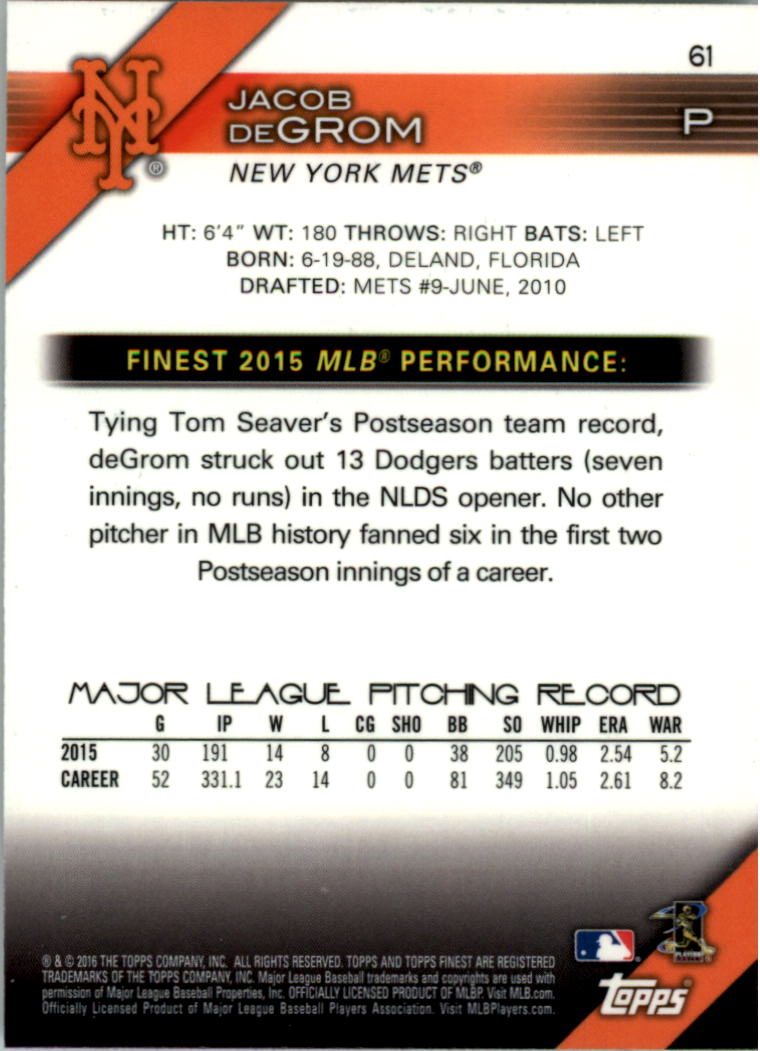 61
NY ®
JACOB
DEGROM
P
NEW YORK METS®
HT: 6'4" WT: 180 THROWS: RIGHT BATS: LEFT
BORN: 6-19-88, DELAND, FLORIDA
DRAFTED: METS #9-JUNE, 2010
FINEST 2015 MLB® PERFORMANCE:
Tying Tom Seaver's Postseason team record,
deGrom struck out 13 Dodgers batters (seven
innings, no runs) in the NLDS opener. No other
pitcher in MLB history fanned six in the first two
Postseason innings of a career.
MAJOR LEAGUE PITCHING RECORD
G IP W L CG SHO BB SO WHIP ERA WAR
2015 30 191 14 8 0 0 38 205 0.98 2.54 5.2
CAREER 52 331.1 23 14 0 0 81 349 1.05 2.61 8.2
® & © 2016 THE TOPPS COMPANY, INC. ALL RIGHTS RESERVED. TOPPS AND TOPPS FINEST ARE REGISTERED
TRADEMARKS OF THE TOPPS COMPANY, INC. Major League Baseball trademarks and copyrights are used with
permission of Major League Baseball Properties, Inc. OFFICIALLY LICENSED PRODUCT OF MLBP. Visit MLB.com.
Officially Licensed Product of Major League Baseball Players Association. Visit MLBPlayers.com.
topps